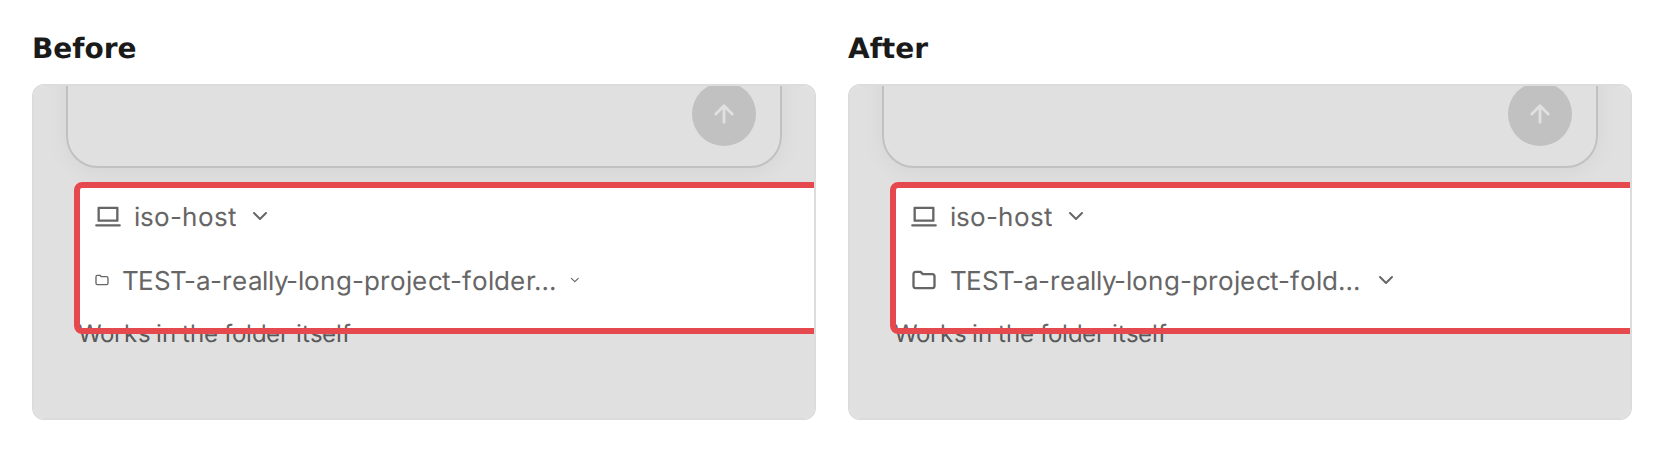 Before
After
iso-host
TEST-a-really-long-project-folder...
Works in the folder itself
iso-host
TEST-a-really-long-project-fold...
Works in the folder itself